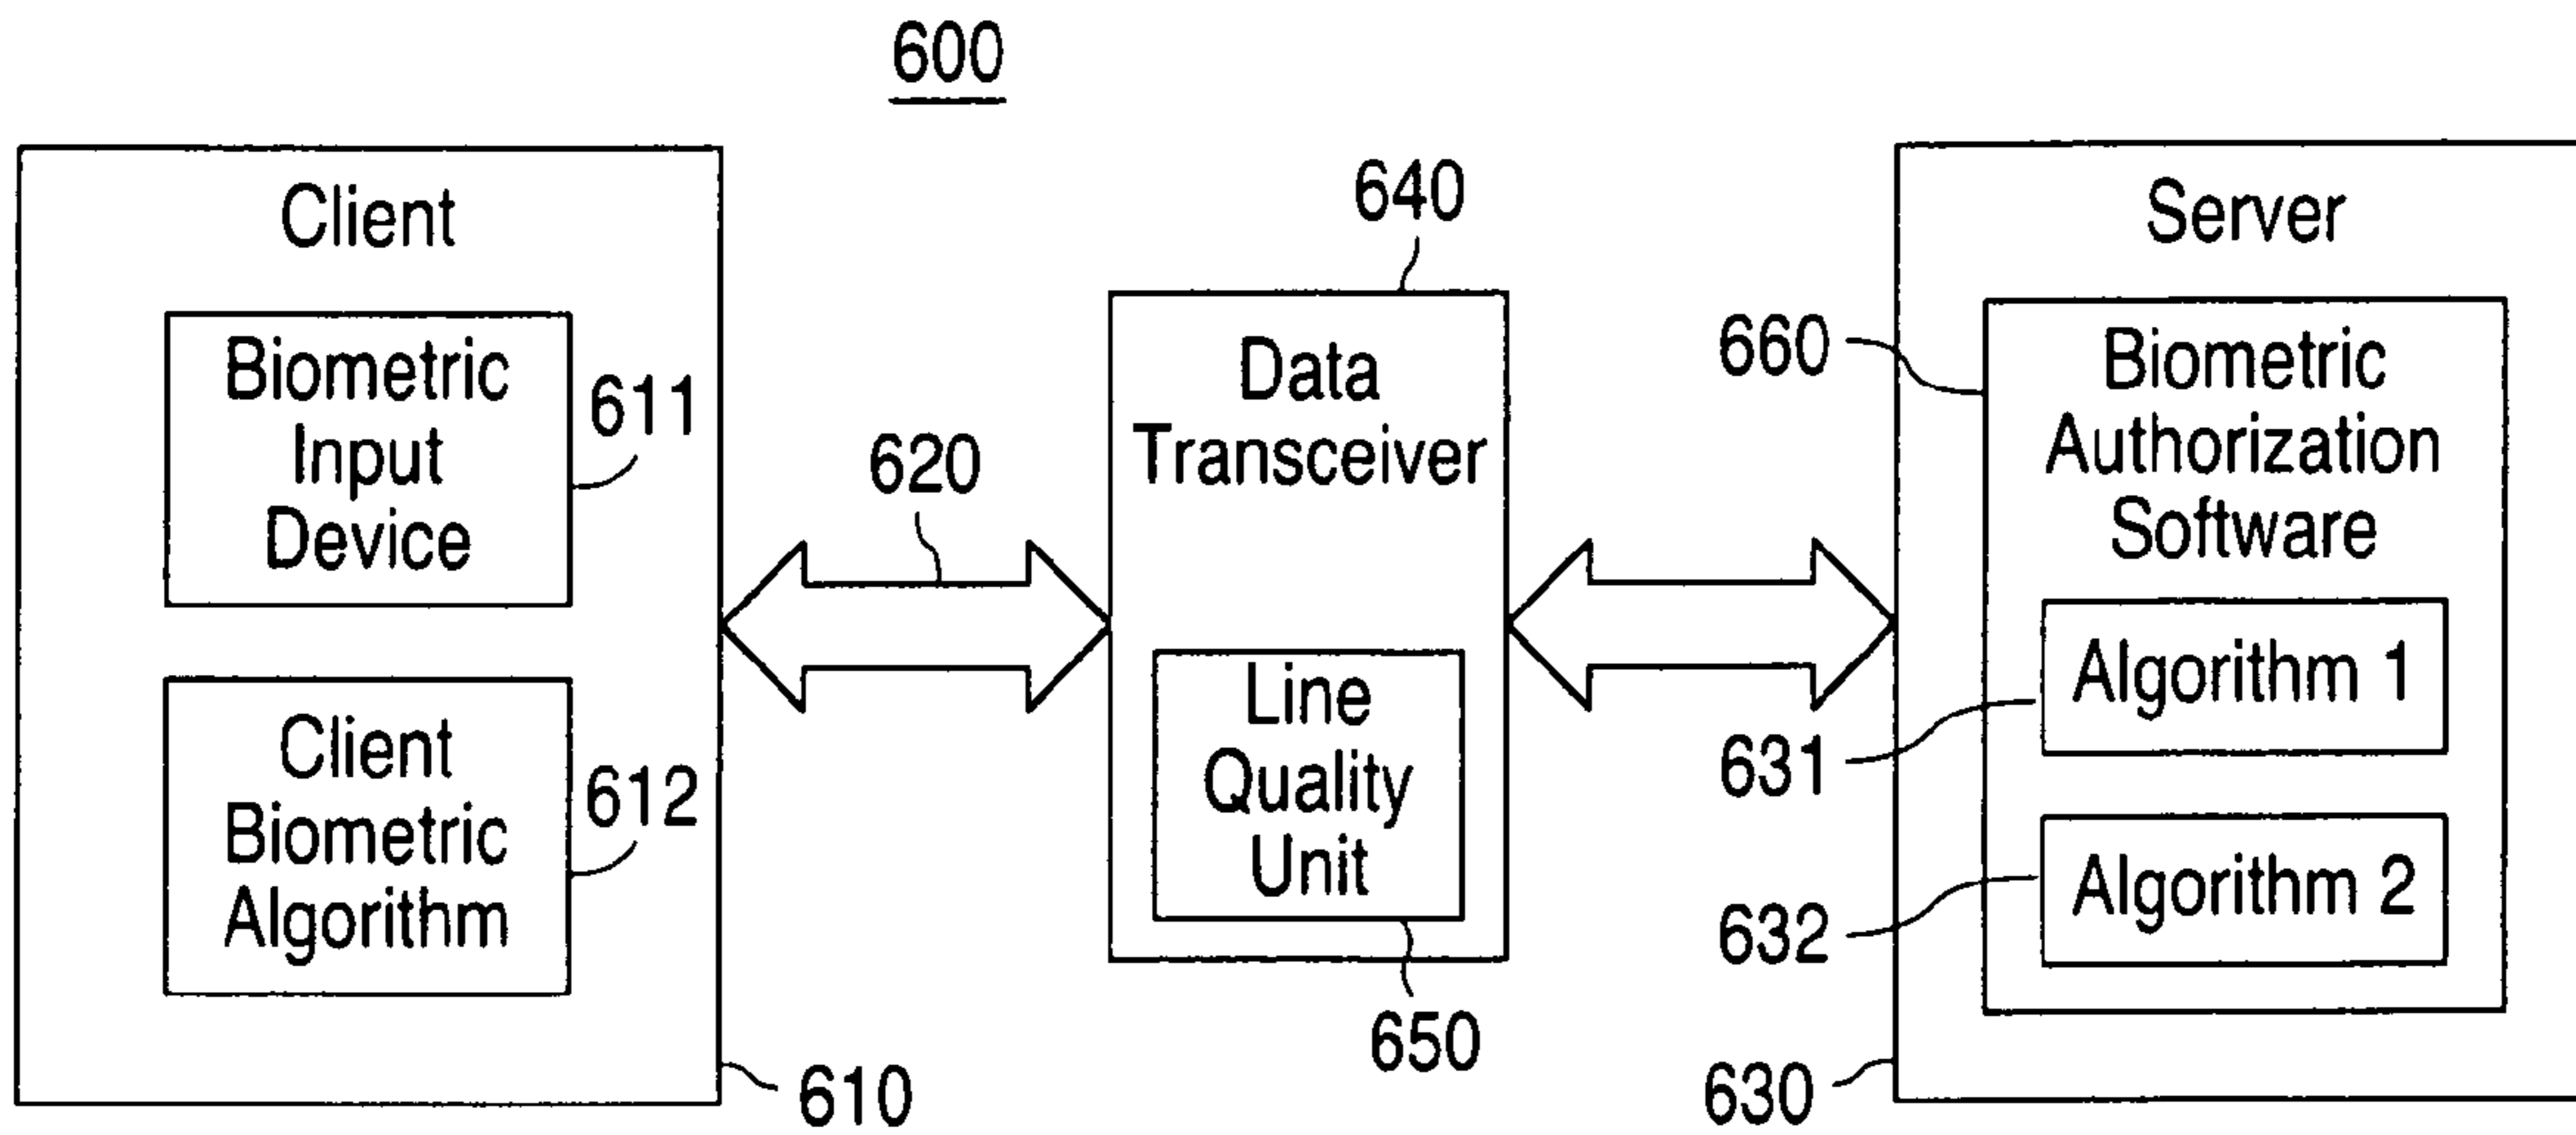 600
Client
Biometric
Input
Device
611
Client
Biometric
Algorithm
612
610
620
640
Data
Transceiver
Line
Quality
Unit
650
Server
660
Biometric
Authorization
Software
Algorithm 1
631
Algorithm 2
632
630